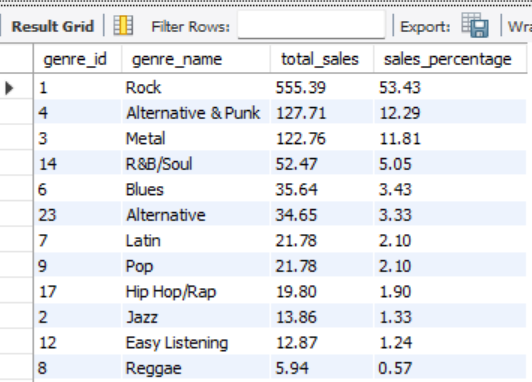 Result Grid Filter Rows: Export:
genre_id genre_name total_sales sales_percentage
1 Rock 555.39 53.43
4 Alternative & Punk 127.71 12.29
3 Metal 122.76 11.81
14 R&B/Soul 52.47 5.05
6 Blues 35.64 3.43
23 Alternative 34.65 3.33
7 Latin 21.78 2.10
9 Pop 21.78 2.10
17 Hip Hop/Rap 19.80 1.90
2 Jazz 13.86 1.33
12 Easy Listening 12.87 1.24
8 Reggae 5.94 0.57